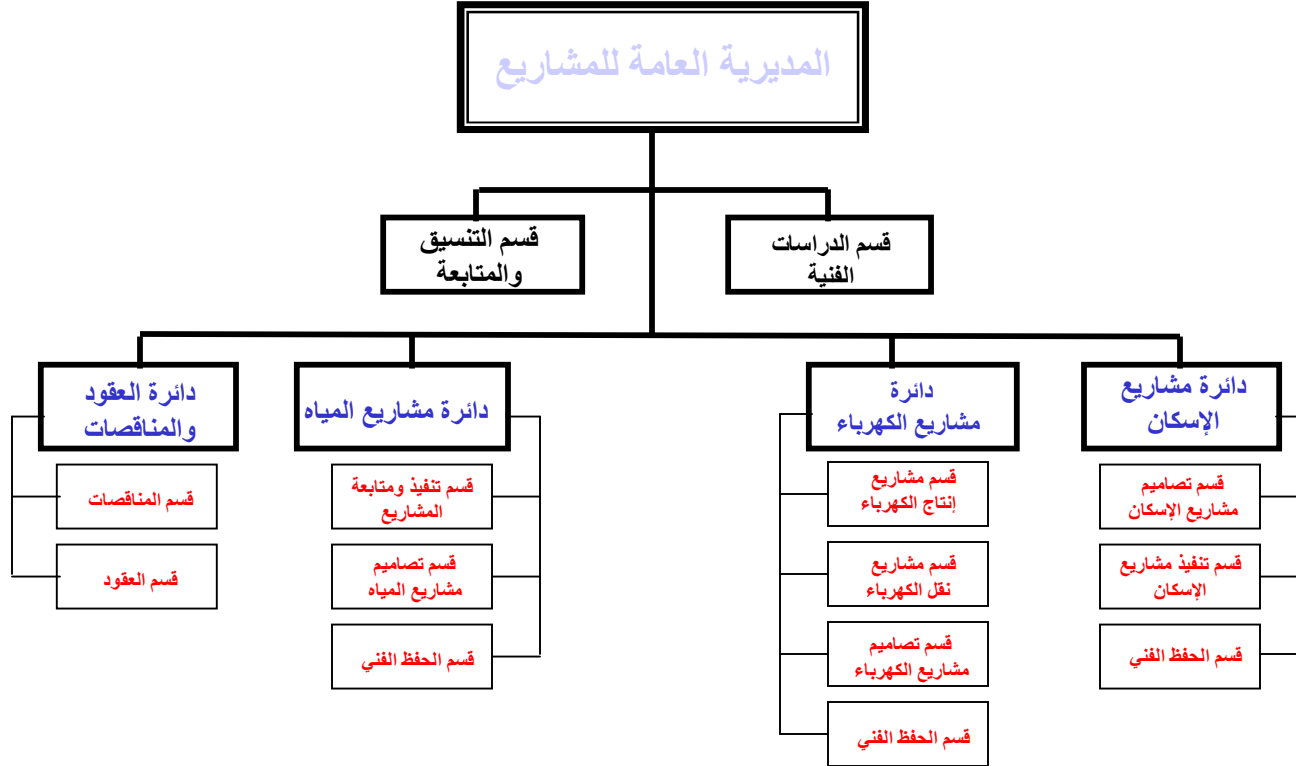 المديرية العامة للمشاريع
قسم الدراسات
الفنية
قسم التنسيق
والمتابعة
دائرة مشاريع
الإسكان
قسم تصاميم
مشاريع الإسكان
قسم تنفيذ مشاريع
الإسكان
قسم الحفظ الفني
دائرة
مشاريع الكهرباء
قسم مشاريع
إنتاج الكهرباء
قسم مشاريع
نقل الكهرباء
قسم تصاميم
مشاريع الكهرباء
قسم الحفظ الفني
دائرة مشاريع المياه
قسم تنفيذ ومتابعة
المشاريع
قسم تصاميم
مشاريع المياه
قسم الحفظ الفني
دائرة العقود
والمناقصات
قسم المناقصات
قسم العقود